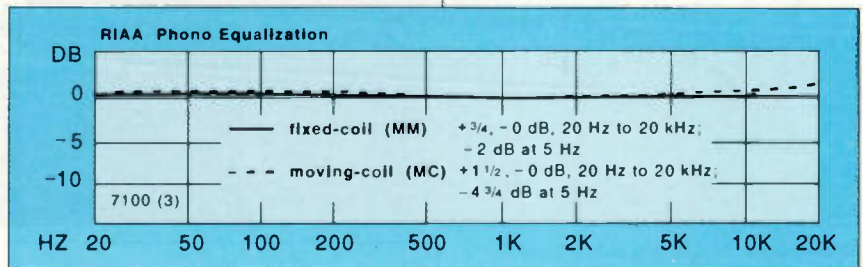 RIAA Phono Equalization
DB
0
−5
−10
fixed-coil (MM) +3/4, −0 dB, 20 Hz to 20 kHz;
−2 dB at 5 Hz
moving-coil (MC) +1 1/2, −0 dB, 20 Hz to 20 kHz;
−4 3/4 dB at 5 Hz
7100 (3)
HZ 20 50 100 200 500 1K 2K 5K 10K 20K